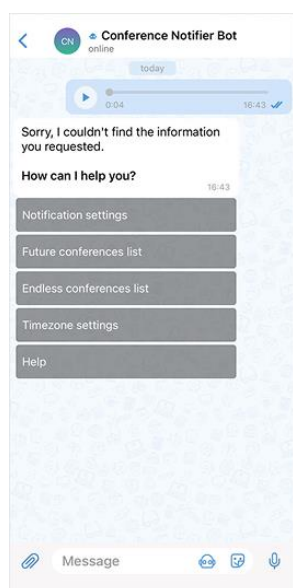 CN
Conference Notifier Bot
online
today
0:04
16:43
Sorry, I couldn't find the information
you requested.
How can I help you?
16:43
Notification settings
Future conferences list
Endless conferences list
Timezone settings
Help
Message